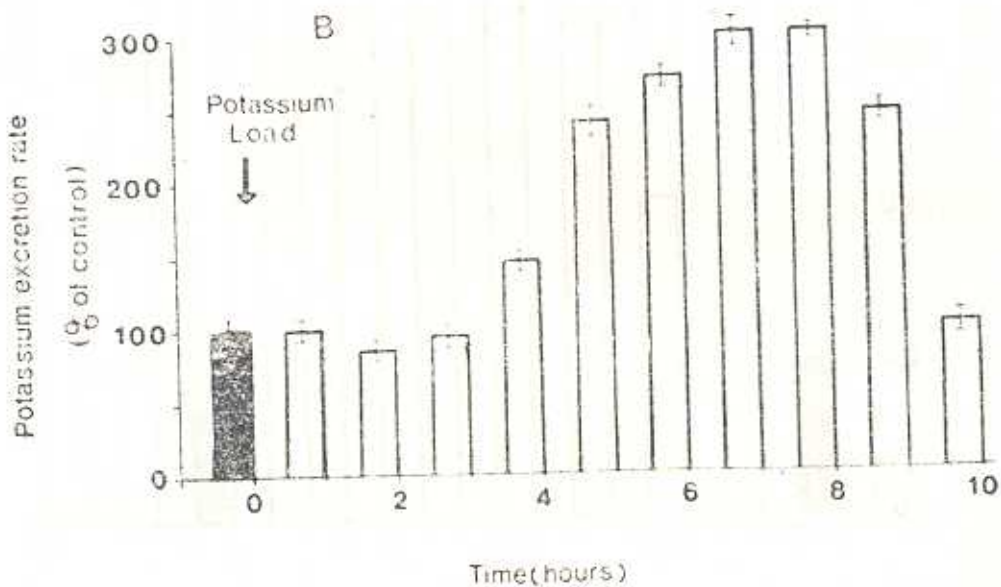 B
Potassium excretion rate
(% of control)
300
200
100
0
Potassium
Load
0 2 4 6 8 10
Time(hours)